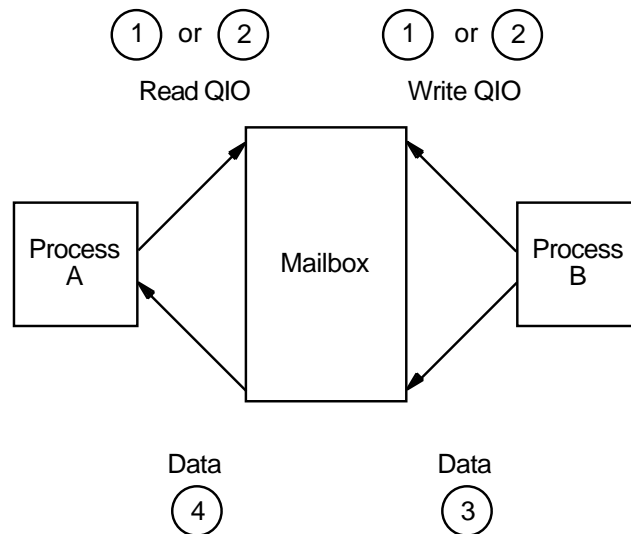 1 or 2
1 or 2
Read QIO
Write QIO
Process
A
Mailbox
Process
B
Data
Data
4
3